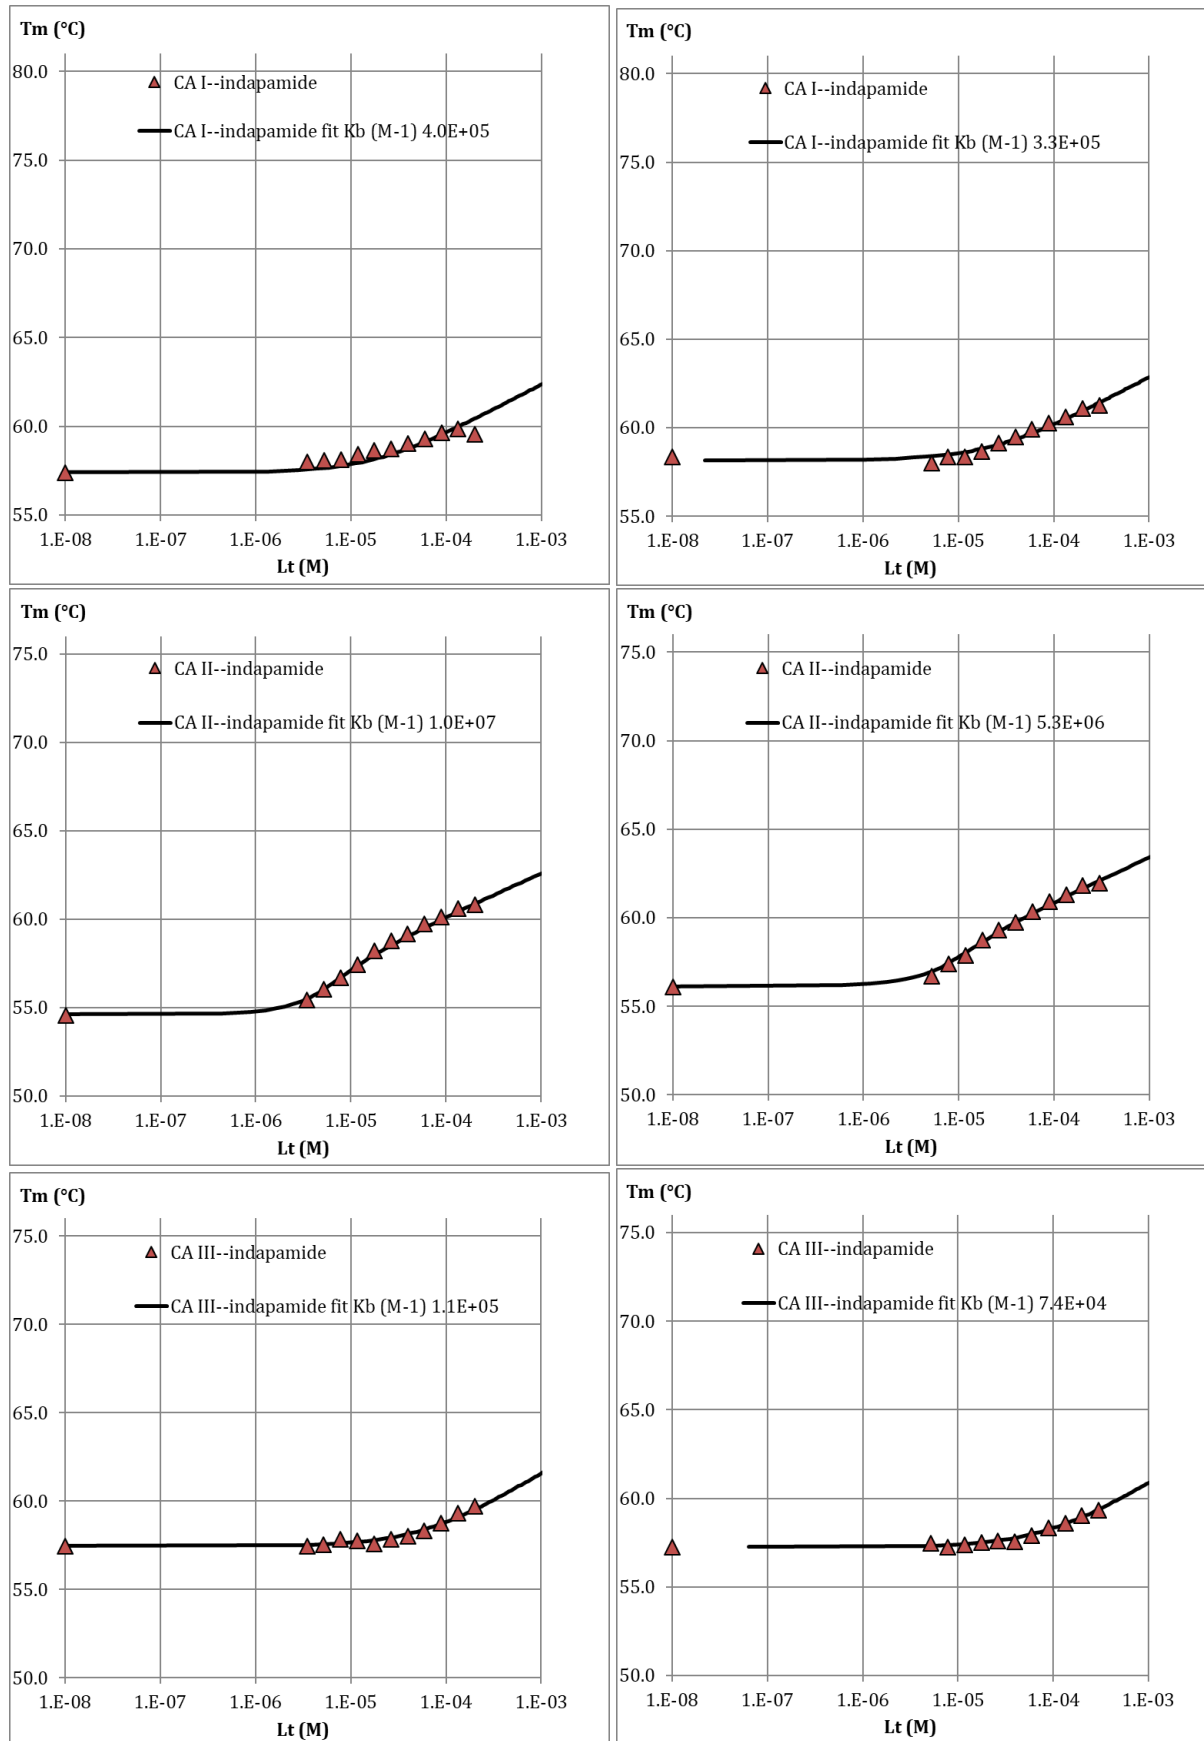 Tm (°C)
80.0
75.0
70.0
65.0
60.0
55.0
CA I--indapamide
CA I--indapamide fit Kb (M-1) 4.0E+05
1.E-08 1.E-07 1.E-06 1.E-05 1.E-04 1.E-03
Lt (M)
Tm (°C)
80.0
75.0
70.0
65.0
60.0
55.0
CA I--indapamide
CA I--indapamide fit Kb (M-1) 3.3E+05
1.E-08 1.E-07 1.E-06 1.E-05 1.E-04 1.E-03
Lt (M)
Tm (°C)
75.0
70.0
65.0
60.0
55.0
50.0
CA II--indapamide
CA II--indapamide fit Kb (M-1) 1.0E+07
1.E-08 1.E-07 1.E-06 1.E-05 1.E-04 1.E-03
Lt (M)
Tm (°C)
75.0
70.0
65.0
60.0
55.0
50.0
CA II--indapamide
CA II--indapamide fit Kb (M-1) 5.3E+06
1.E-08 1.E-07 1.E-06 1.E-05 1.E-04 1.E-03
Lt (M)
Tm (°C)
75.0
70.0
65.0
60.0
55.0
50.0
CA III--indapamide
CA III--indapamide fit Kb (M-1) 1.1E+05
1.E-08 1.E-07 1.E-06 1.E-05 1.E-04 1.E-03
Lt (M)
Tm (°C)
75.0
70.0
65.0
60.0
55.0
50.0
CA III--indapamide
CA III--indapamide fit Kb (M-1) 7.4E+04
1.E-08 1.E-07 1.E-06 1.E-05 1.E-04 1.E-03
Lt (M)